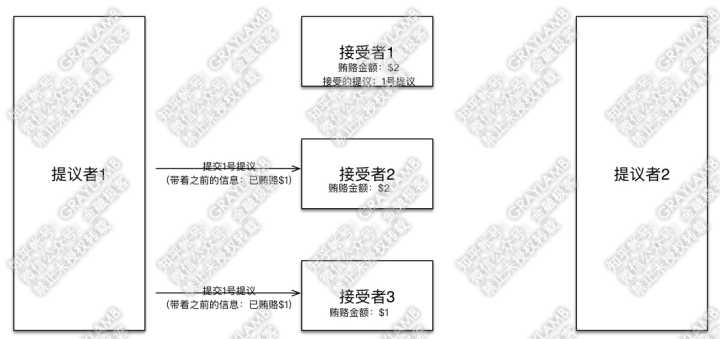 接受者1
贿赂金额：$2
接受的提议：1号提议
提议者1
提交1号提议
(带着之前的信息：已贿赂$1)
接受者2
贿赂金额：$2
提议者2
提交1号提议
(带着之前的信息：已贿赂$1)
接受者3
贿赂金额：$1
GRAYLAMB